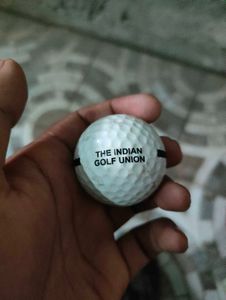 THE INDIAN
GOLF UNION